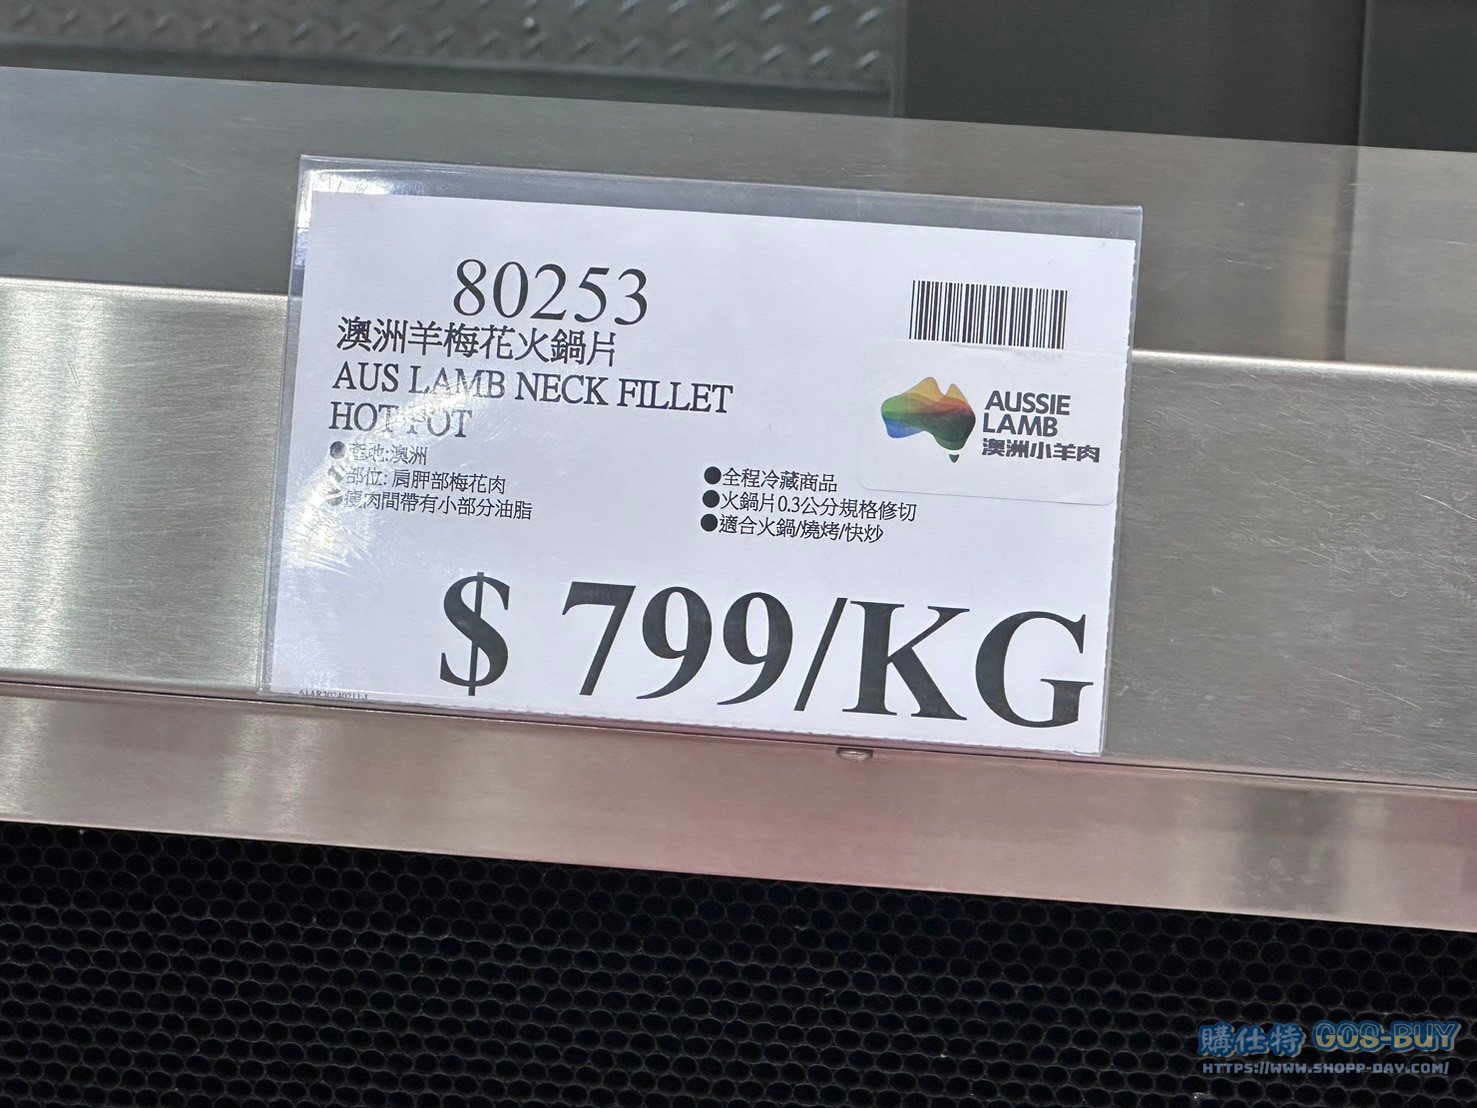 80253
澳洲羊梅花火鍋片
AUS LAMB NECK FILLET
HOT POT
●產地:澳洲
●部位: 肩胛部梅花肉
●瘦肉間帶有小部分油脂
●全程冷藏商品
●火鍋片0.3公分規格修切
●適合火鍋/燒烤/快炒
AUSSIE
LAMB
澳洲小羊肉
$ 799/KG
購仕特 GOS-BUY
HTTPS://WWW.SHOPP-DAY.COM/